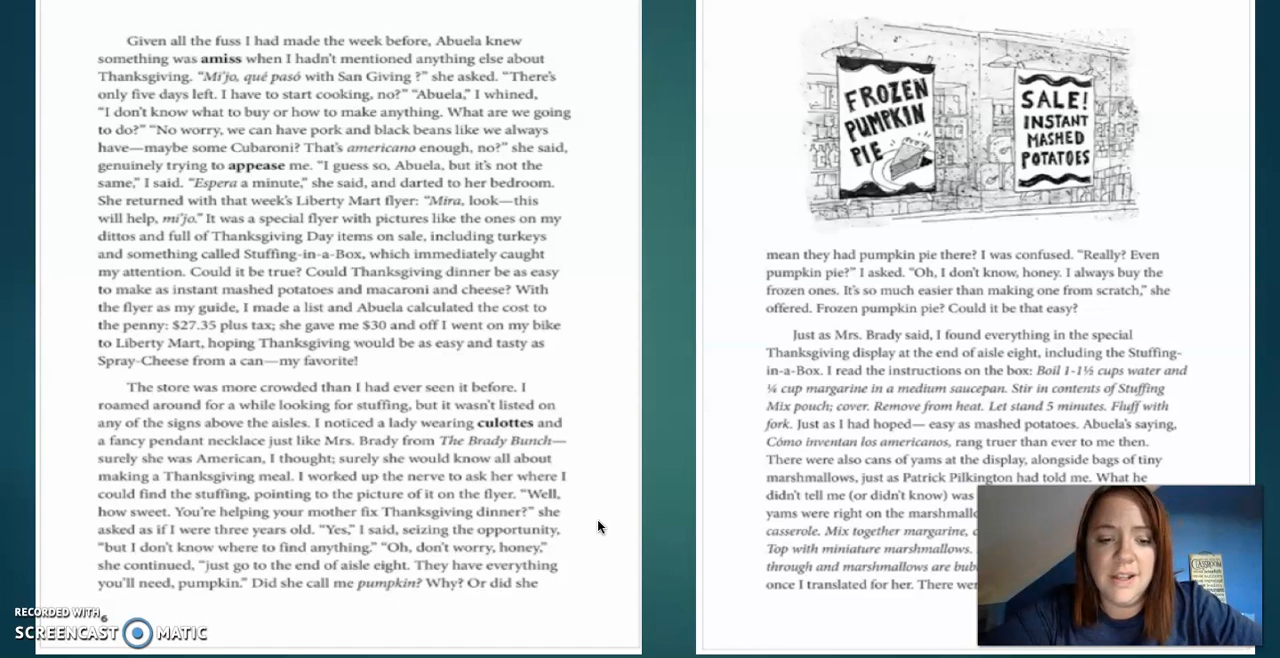 Given all the fuss I had made the week before, Abuela knew
something was amiss when I hadn't mentioned anything else about
Thanksgiving. “Mi'jo, qué pasó with San Giving ?” she asked. “There's
only five days left. I have to start cooking, no?” “Abuela,” I whined,
“I don't know what to buy or how to make anything. What are we going
to do?” “No worry, we can have pork and black beans like we always
have—maybe some Cubaroni? That's americano enough, no?” she said,
genuinely trying to appease me. “I guess so, Abuela, but it's not the
same,” I said. “Espera a minute,” she said, and darted to her bedroom.
She returned with that week's Liberty Mart flyer: “Mira, look—this
will help, mi'jo.” It was a special flyer with pictures like the ones on my
dittos and full of Thanksgiving Day items on sale, including turkeys
and something called Stuffing-in-a-Box, which immediately caught
my attention. Could it be true? Could Thanksgiving dinner be as easy
to make as instant mashed potatoes and macaroni and cheese? With
the flyer as my guide, I made a list and Abuela calculated the cost to
the penny: $27.35 plus tax; she gave me $30 and off I went on my bike
to Liberty Mart, hoping Thanksgiving would be as easy and tasty as
Spray-Cheese from a can—my favorite!
The store was more crowded than I had ever seen it before. I
roamed around for a while looking for stuffing, but it wasn't listed on
any of the signs above the aisles. I noticed a lady wearing culottes and
a fancy pendant necklace just like Mrs. Brady from The Brady Bunch—
surely she was American, I thought; surely she would know all about
making a Thanksgiving meal. I worked up the nerve to ask her where I
could find the stuffing, pointing to the picture of it on the flyer. “Well,
how sweet. You're helping your mother fix Thanksgiving dinner?” she
asked as if I were three years old. “Yes,” I said, seizing the opportunity,
“but I don't know where to find anything.” “Oh, don't worry, honey,”
she continued, “just go to the end of aisle eight. They have everything
you'll need, pumpkin.” Did she call me pumpkin? Why? Or did she
6
RECORDED WITH
SCREENCAST MATIC
FROZEN
PUMPKIN
PIE
SALE!
INSTANT
MASHED
POTATOES
mean they had pumpkin pie there? I was confused. “Really? Even
pumpkin pie?” I asked. “Oh, I don't know, honey. I always buy the
frozen ones. It's so much easier than making one from scratch,” she
offered. Frozen pumpkin pie? Could it be that easy?
Just as Mrs. Brady said, I found everything in the special
Thanksgiving display at the end of aisle eight, including the Stuffing-
in-a-Box. I read the instructions on the box: Boil 1-1½ cups water and
¼ cup margarine in a medium saucepan. Stir in contents of Stuffing
Mix pouch; cover. Remove from heat. Let stand 5 minutes. Fluff with
fork. Just as I had hoped— easy as mashed potatoes. Abuela's saying,
Cómo inventan los americanos, rang truer than ever to me then.
There were also cans of yams at the display, alongside bags of tiny
marshmallows, just as Patrick Pilkington had told me. What he
didn't tell me (or didn't know) was
yams were right on the marshmallo
casserole. Mix together margarine,
Top with miniature marshmallows.
through and marshmallows are bub
once I translated for her. There wer
CLASSROOM